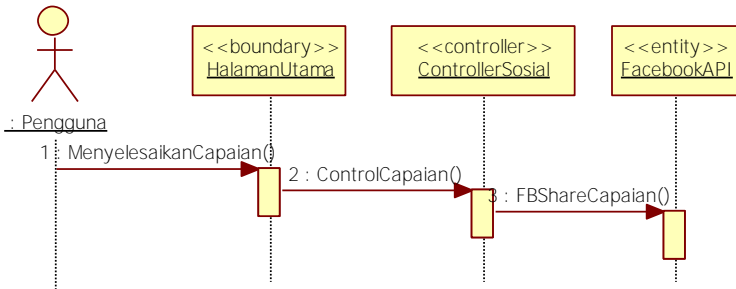 <<boundary>>
HalamanUtama
<<controller>>
ControllerSosial
<<entity>>
FacebookAPI
: Pengguna
1 : MenyelesaikanCapaian()
2 : ControlCapaian()
3 : FBShareCapaian()